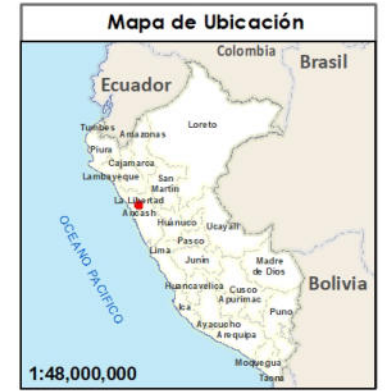 Mapa de Ubicación
Colombia
Brasil
Ecuador
Loreto
Tumbes
Amazonas
Piura
Cajamarca
Lambayeque
San
Martín
La Libertad
Ancash
Huánuco
Ucayali
Pasco
Lima
Junín
Madre
de Dios
OCEANO PACIFICO
Huancavelica
Cusco
Apurimac
Bolivia
Ica
Puno
Ayacucho
Arequipa
Moquegua
Tacna
1:48,000,000